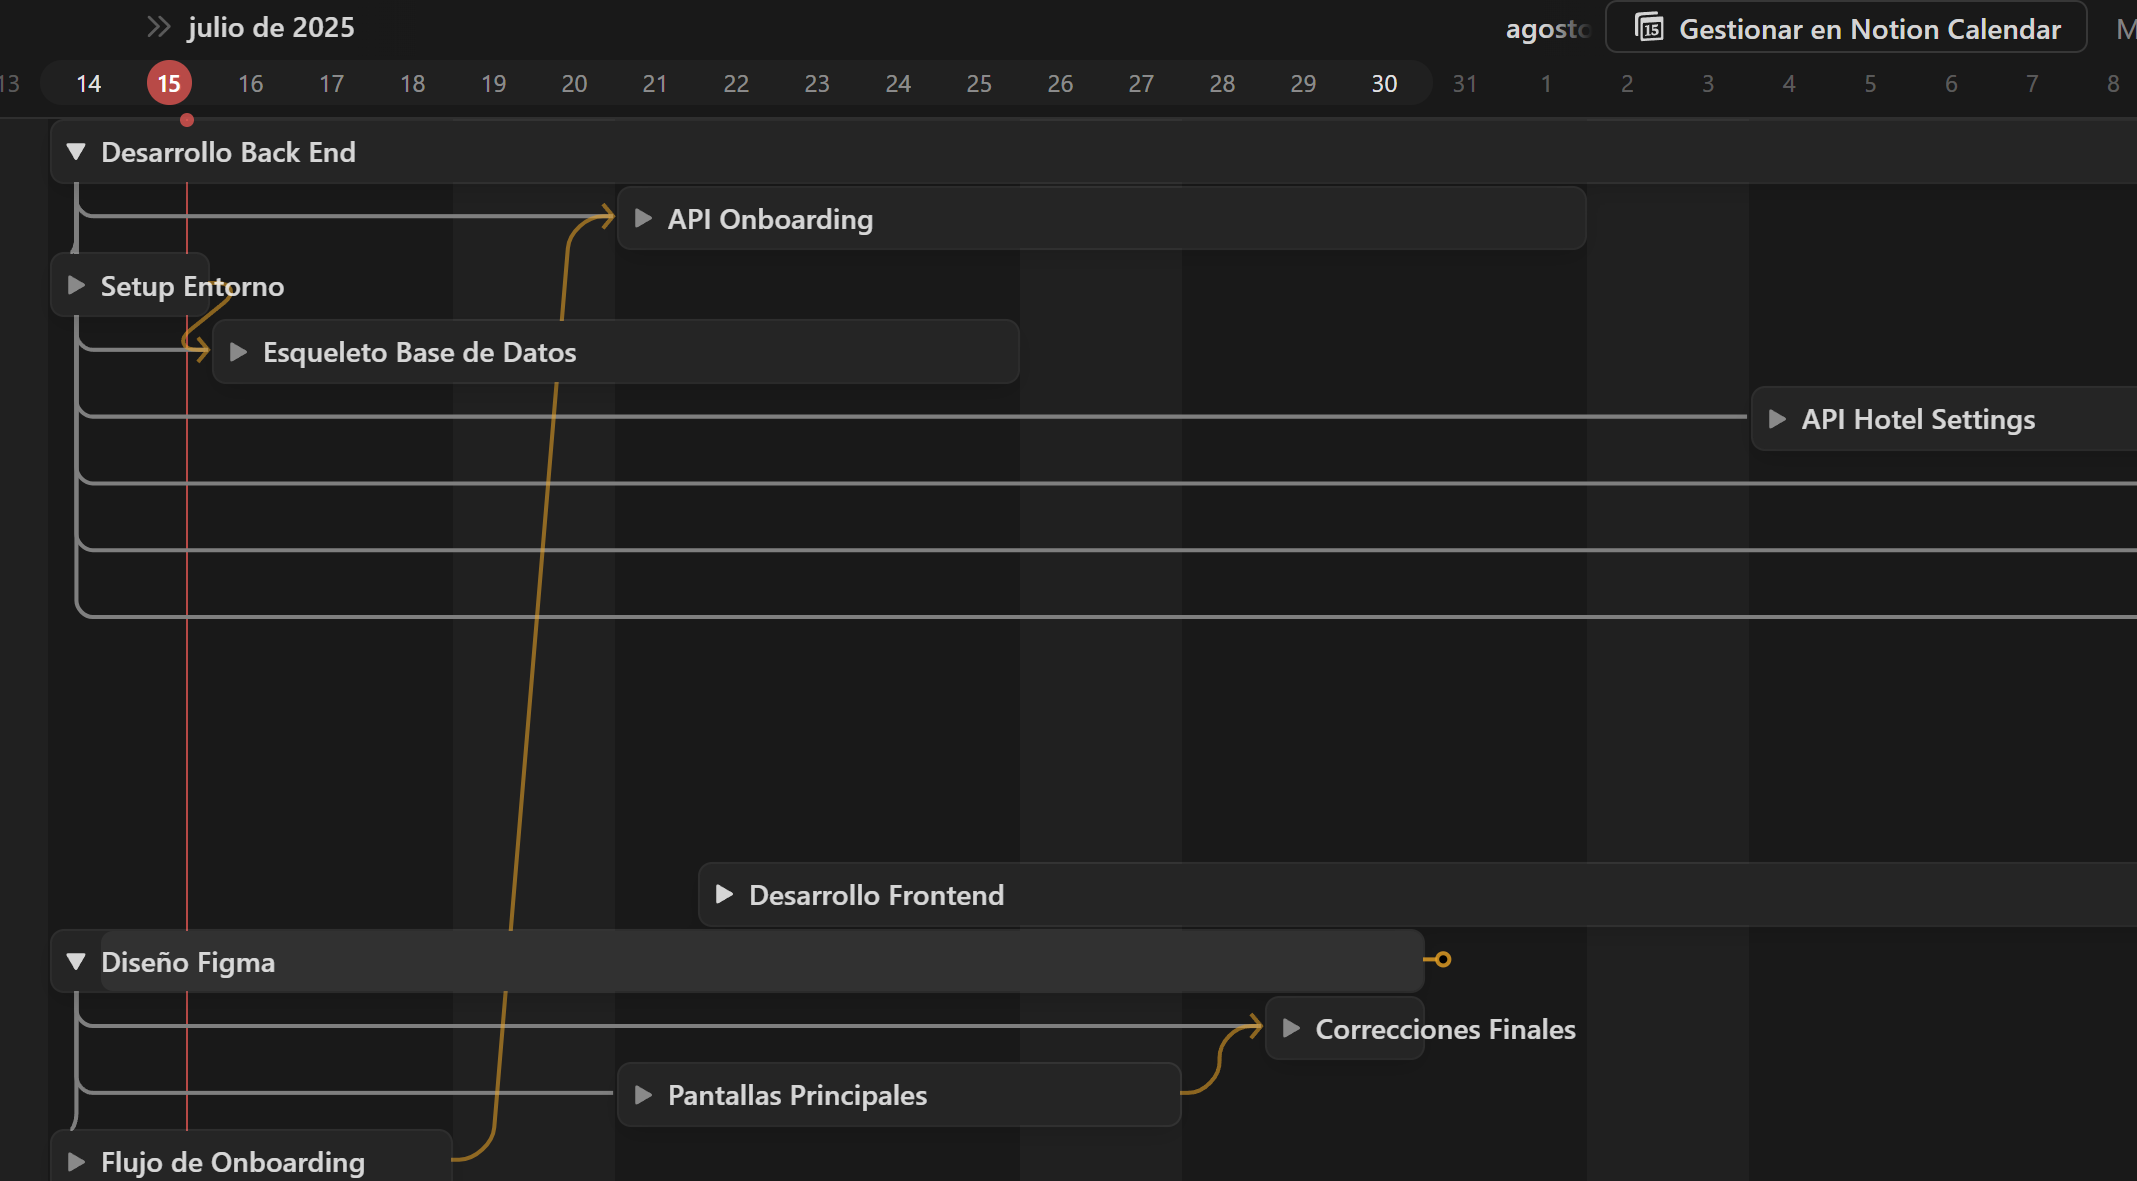 julio de 2025
agosto
15 Gestionar en Notion Calendar
13 14 15 16 17 18 19 20 21 22 23 24 25 26 27 28 29 30 31 1 2 3 4 5 6 7 8
Desarrollo Back End
API Onboarding
Setup Entorno
Esqueleto Base de Datos
API Hotel Settings
Desarrollo Frontend
Diseño Figma
Correcciones Finales
Pantallas Principales
Flujo de Onboarding